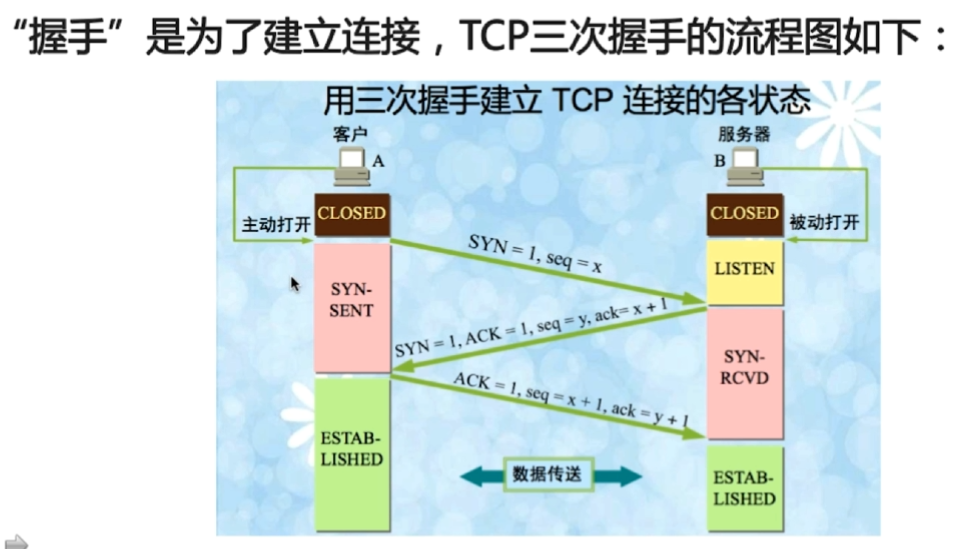 “握手”是为了建立连接，TCP三次握手的流程图如下：
用三次握手建立 TCP 连接的各状态
客户
服务器
A
B
CLOSED
CLOSED
主动打开
被动打开
SYN = 1, seq = x
LISTEN
SYN-
SENT
SYN = 1, ACK = 1, seq = y, ack= x + 1
SYN-
RCVD
ACK = 1, seq = x + 1, ack = y + 1
ESTAB-
LISHED
数据传送
ESTAB-
LISHED